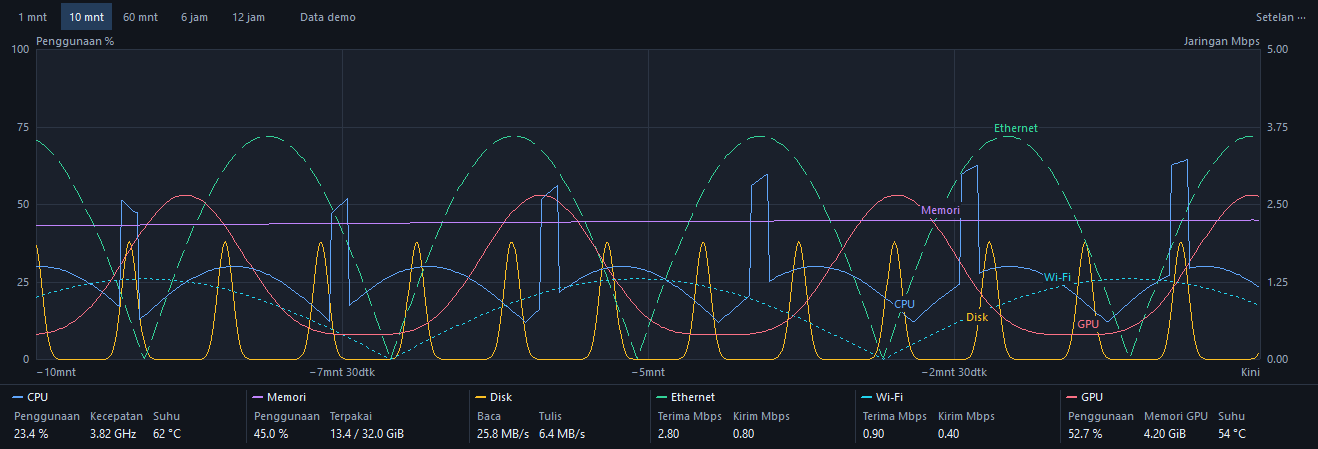 1 mnt 10 mnt 60 mnt 6 jam 12 jam Data demo Setelan ···
Penggunaan % Jaringan Mbps
100 5.00
75 3.75
50 2.50
25 1.25
0 0.00
Ethernet
Memori
Wi-Fi
CPU
Disk
GPU
−10mnt −7mnt 30dtk −5mnt −2mnt 30dtk Kini
CPU
Penggunaan Kecepatan Suhu
23.4 % 3.82 GHz 62 °C
Memori
Penggunaan Terpakai
45.0 % 13.4 / 32.0 GiB
Disk
Baca Tulis
25.8 MB/s 6.4 MB/s
Ethernet
Terima Mbps Kirim Mbps
2.80 0.80
Wi-Fi
Terima Mbps Kirim Mbps
0.90 0.40
GPU
Penggunaan Memori GPU Suhu
52.7 % 4.20 GiB 54 °C